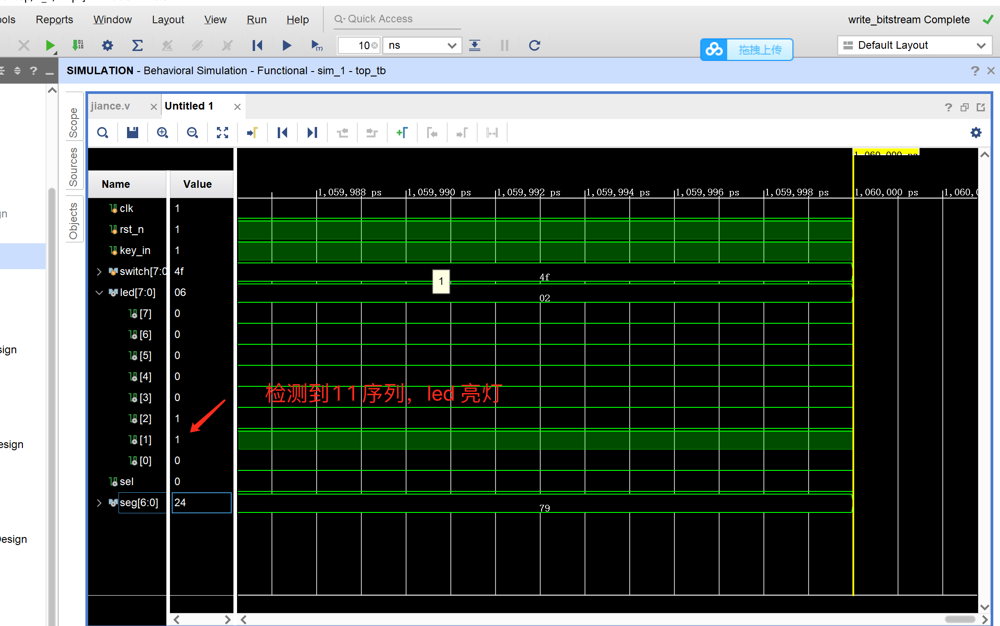 ols Reports Window Layout View Run Help Quick Access write_bitstream Complete
10 ns Default Layout
拖拽上传
SIMULATION - Behavioral Simulation - Functional - sim_1 - top_tb
jiance.v Untitled 1
Scope
Sources
Objects
1,060,000 ps
Name Value
1,059,988 ps 1,059,990 ps 1,059,992 ps 1,059,994 ps 1,059,996 ps 1,059,998 ps 1,060,000 ps 1,060,0
clk 1
rst_n 1
key_in 1
switch[7:0 4f 4f
1
led[7:0] 06 02
[7] 0
[6] 0
[5] 0
[4] 0
[3] 0
检测到11序列，led 亮灯
[2] 1
[1] 1
[0] 0
sel 0
seg[6:0] 24 79
gn
sign
esign
Design